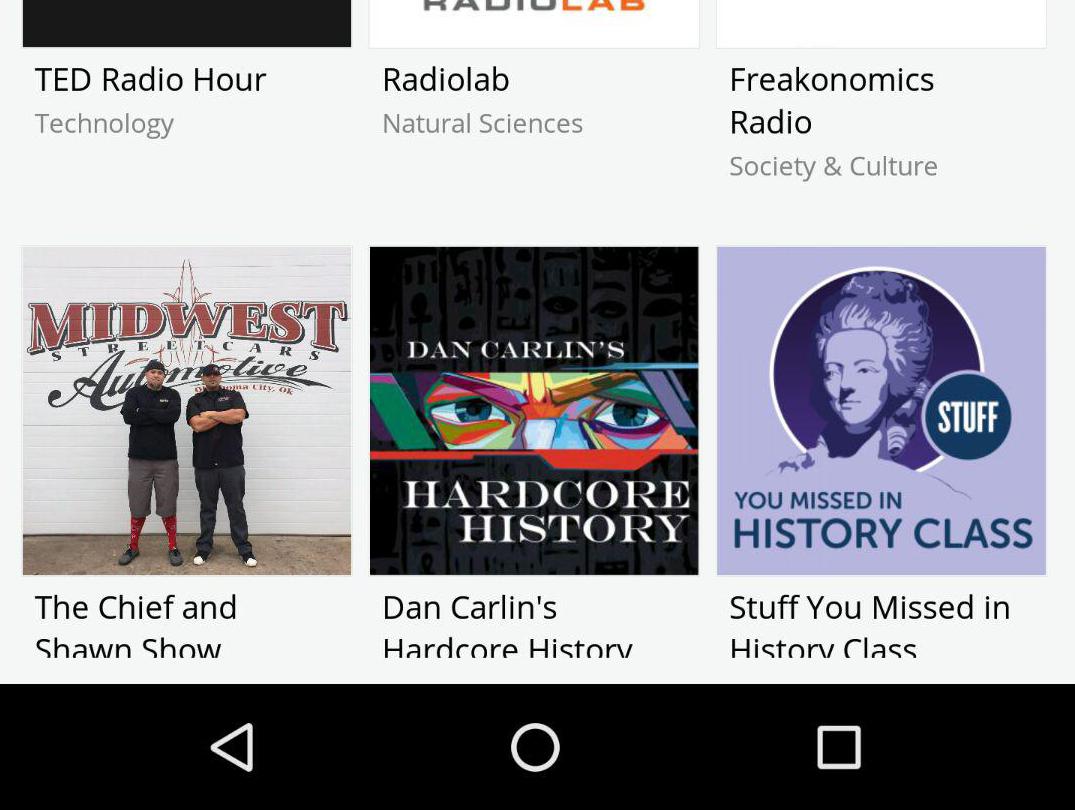 RADIOLAB
TED Radio Hour
Technology
Radiolab
Natural Sciences
Freakonomics
Radio
Society & Culture
MIDWEST
STREET CARS
Automotive
Oklahoma City, OK
DAN CARLIN'S
HARDCORE
HISTORY
STUFF
YOU MISSED IN
HISTORY CLASS
The Chief and
Shawn Show
Dan Carlin's
Hardcore History
Stuff You Missed in
History Class